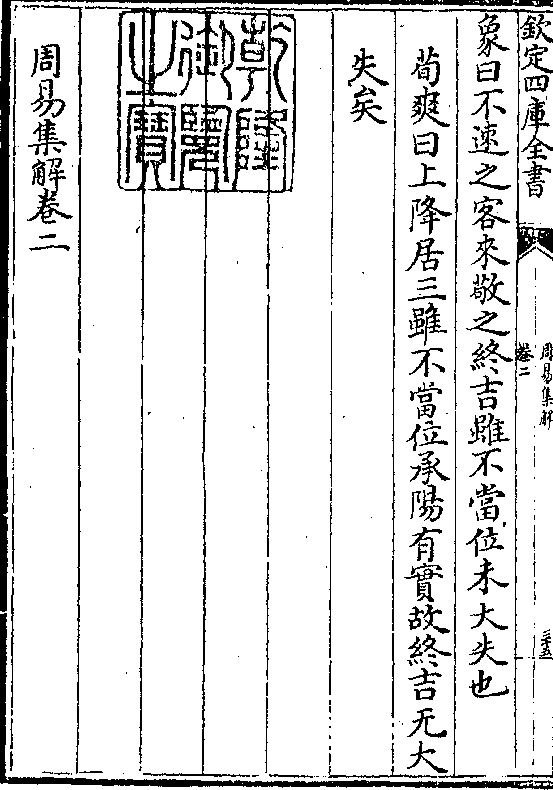 欽定四庫全書
周易集解
卷二
三十五
象曰不速之客來敬之終吉雖不當位未大失也
荀爽曰上降居三雖不當位承陽有實故終吉无大
失矣
乾隆
御覽
之寶
周易集解卷二